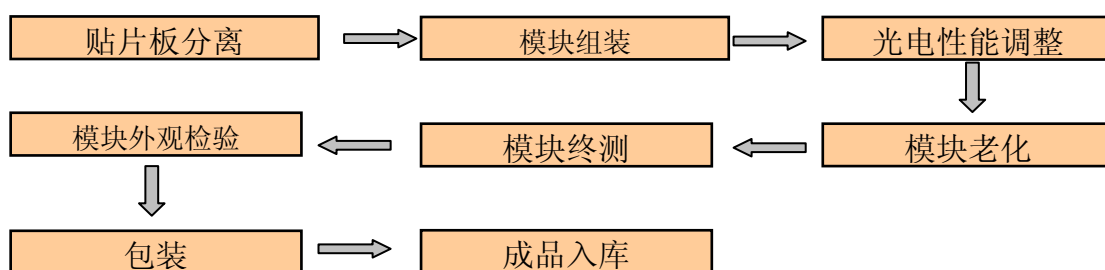 贴片板分离
模块组装
光电性能调整
模块老化
模块终测
模块外观检验
包装
成品入库